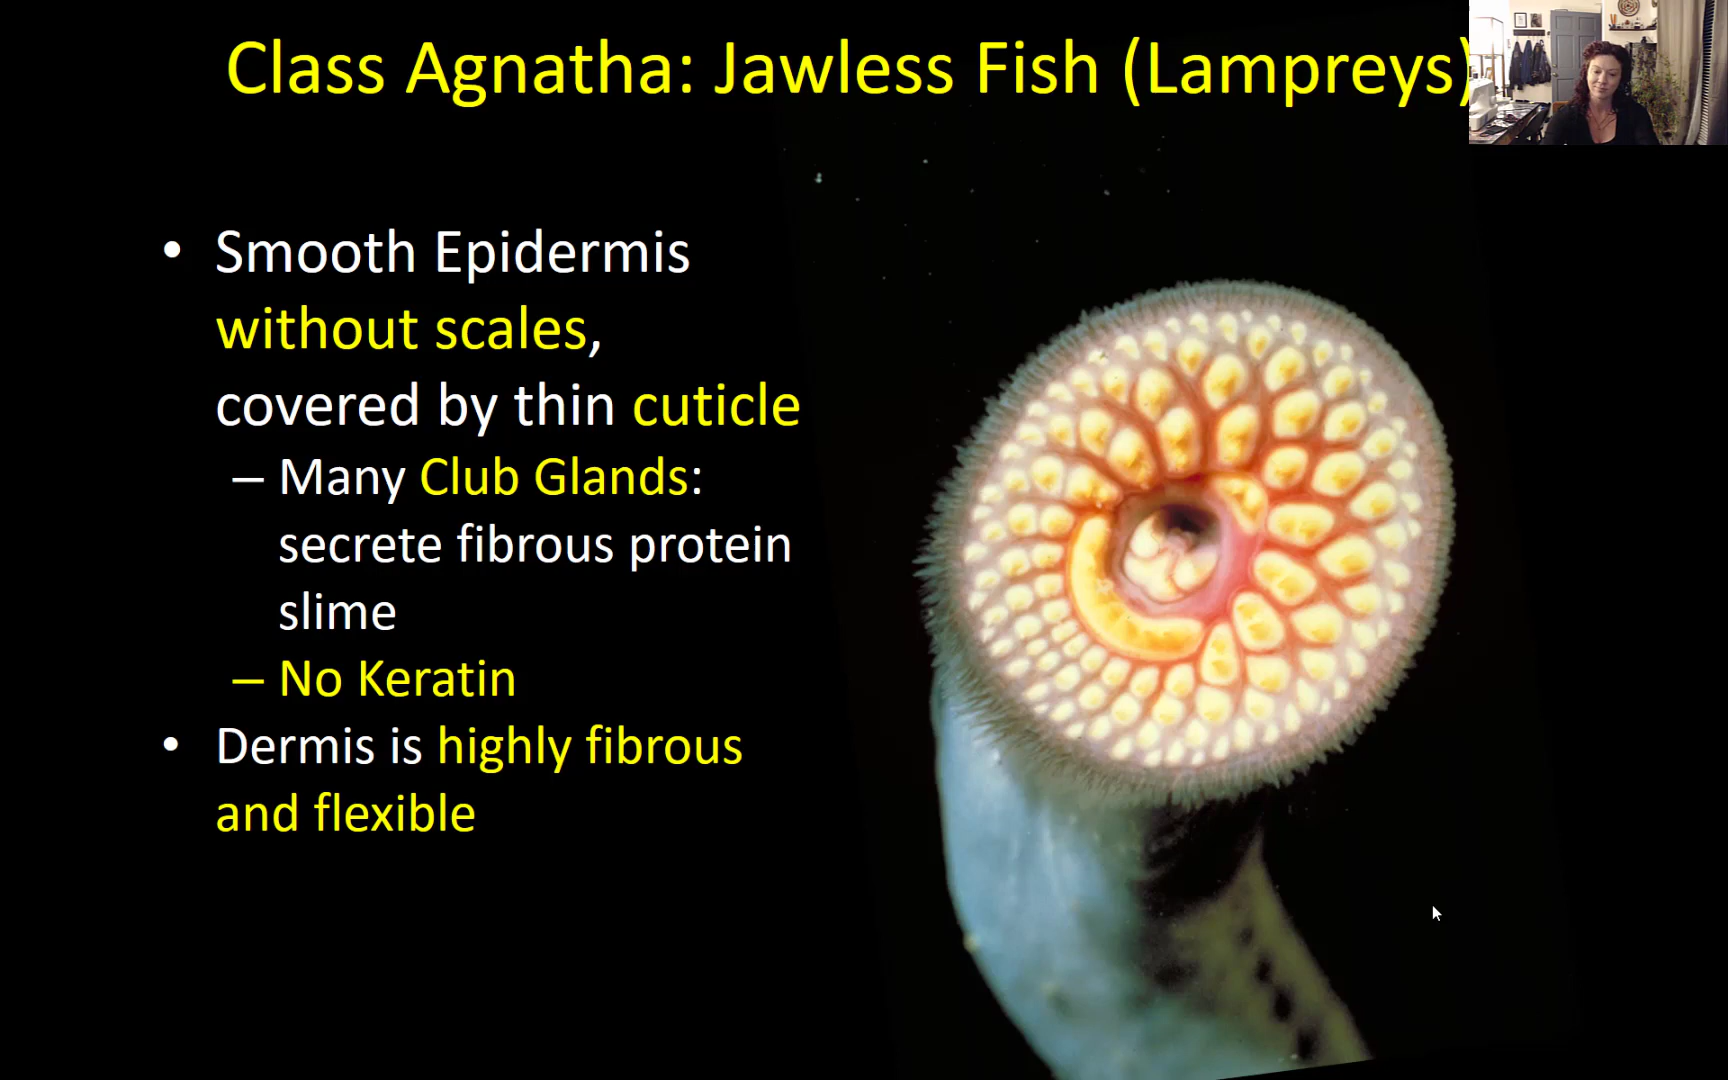 Class Agnatha: Jawless Fish (Lampreys)
• Smooth Epidermis
without scales,
covered by thin cuticle
– Many Club Glands:
secrete fibrous protein
slime
– No Keratin
• Dermis is highly fibrous
and flexible